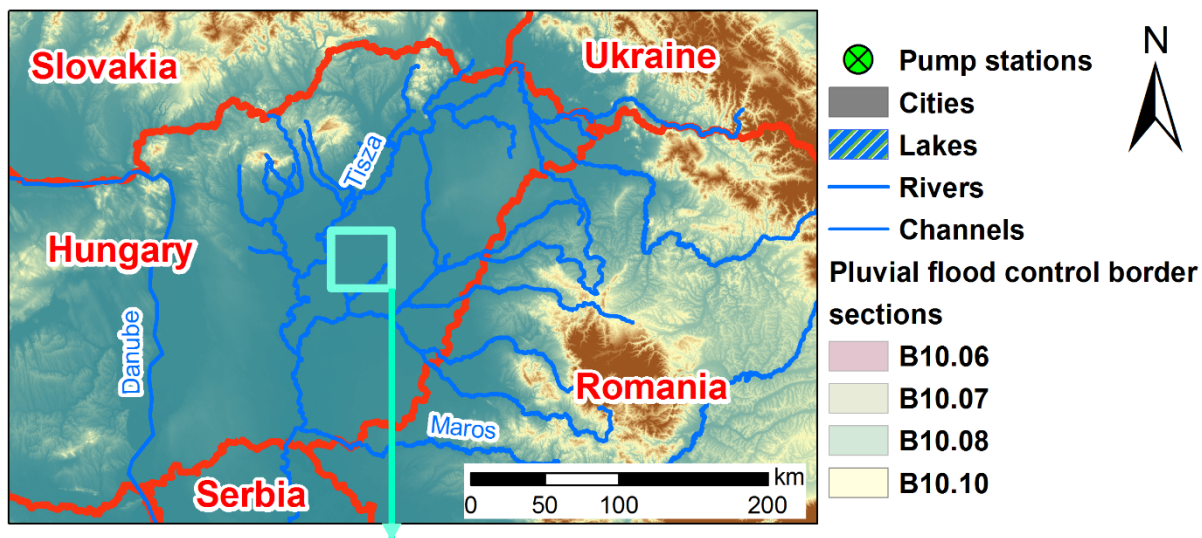 Slovakia
Ukraine
Tisza
Hungary
Danube
Romania
Maros
Serbia
km
0 50 100 200
N
Pump stations
Cities
Lakes
Rivers
Channels
Pluvial flood control border
sections
B10.06
B10.07
B10.08
B10.10